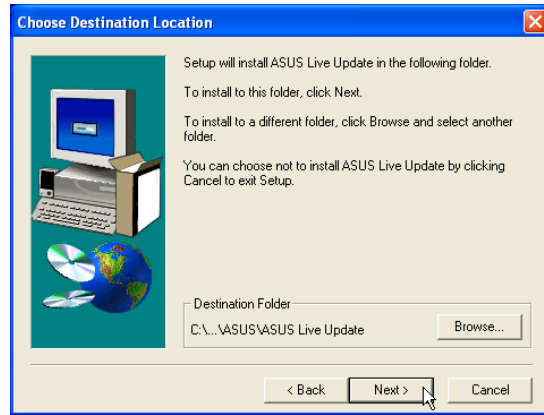 Choose Destination Location
Setup will install ASUS Live Update in the following folder.
To install to this folder, click Next.
To install to a different folder, click Browse and select another
folder.
You can choose not to install ASUS Live Update by clicking
Cancel to exit Setup.
Destination Folder
C:\...\ASUS\ASUS Live Update
Browse...
< Back
Next >
Cancel